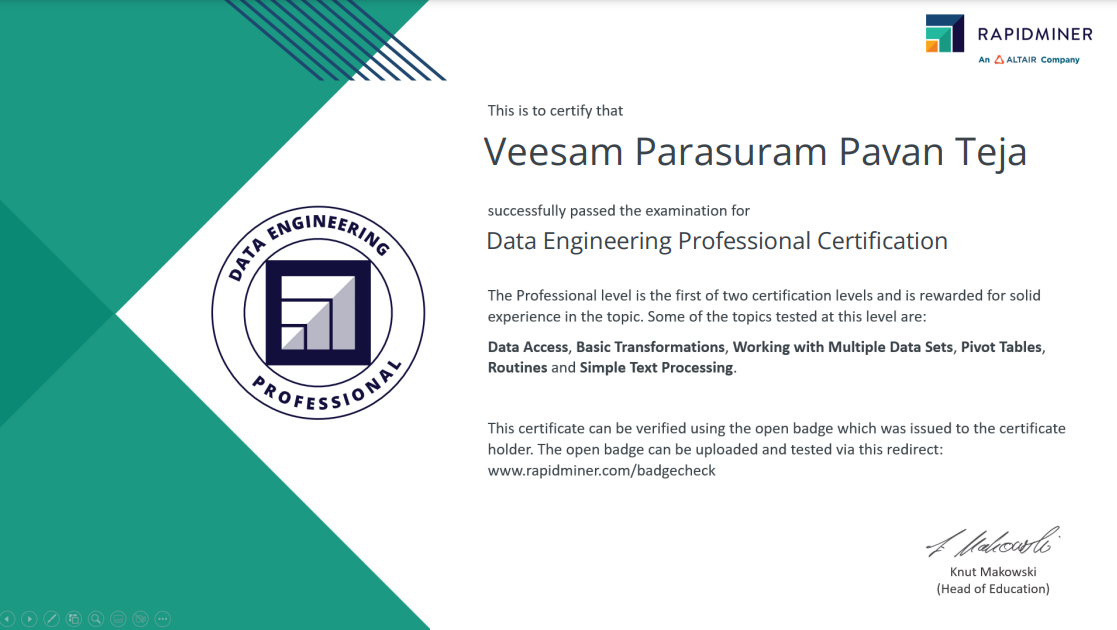 RAPIDMINER
An ALTAIR Company
This is to certify that
Veesam Parasuram Pavan Teja
successfully passed the examination for
Data Engineering Professional Certification
DATA ENGINEERING
PROFESSIONAL
The Professional level is the first of two certification levels and is rewarded for solid
experience in the topic. Some of the topics tested at this level are:
Data Access, Basic Transformations, Working with Multiple Data Sets, Pivot Tables,
Routines and Simple Text Processing.
This certificate can be verified using the open badge which was issued to the certificate
holder. The open badge can be uploaded and tested via this redirect:
www.rapidminer.com/badgecheck
Knut Makowski
(Head of Education)